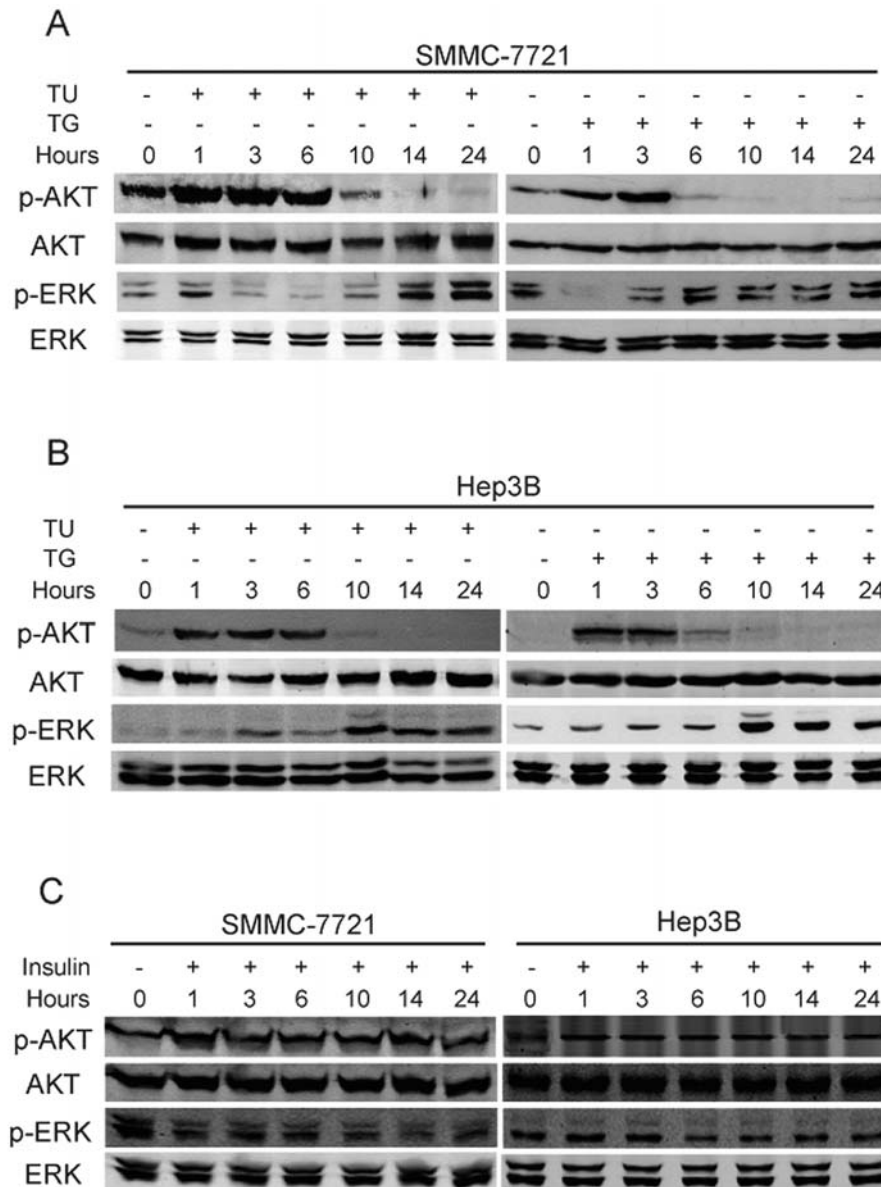 A
SMMC-7721
TU - + + + + + + - - - - - - -
TG - - - - - - - - + + + + + +
Hours 0 1 3 6 10 14 24 0 1 3 6 10 14 24
p-AKT
AKT
p-ERK
ERK
B
Hep3B
TU - + + + + + + - - - - - - -
TG - - - - - - - - + + + + + +
Hours 0 1 3 6 10 14 24 0 1 3 6 10 14 24
p-AKT
AKT
p-ERK
ERK
C
SMMC-7721 Hep3B
Insulin - + + + + + + - + + + + + +
Hours 0 1 3 6 10 14 24 0 1 3 6 10 14 24
p-AKT
AKT
p-ERK
ERK